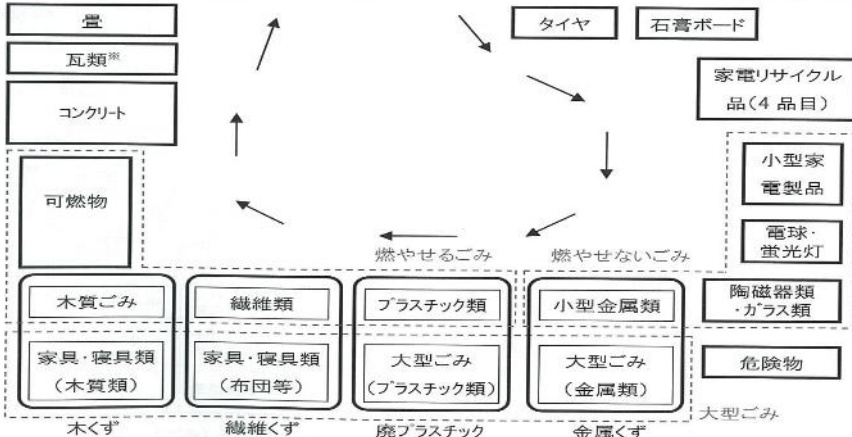 畳
瓦類※
コンクリート
可燃物
タイヤ
石膏ボード
家電リサイクル
品(4品目)
小型家
電製品
電球・
蛍光灯
陶磁器類
・ガラス類
危険物
燃やせるごみ
燃やせないごみ
木質ごみ
繊維類
プラスチック類
小型金属類
家具・寝具類
(木質類)
家具・寝具類
(布団等)
大型ごみ
(プラスチック類)
大型ごみ
(金属類)
大型ごみ
木くず
繊維くず
廃プラスチック
金属くず